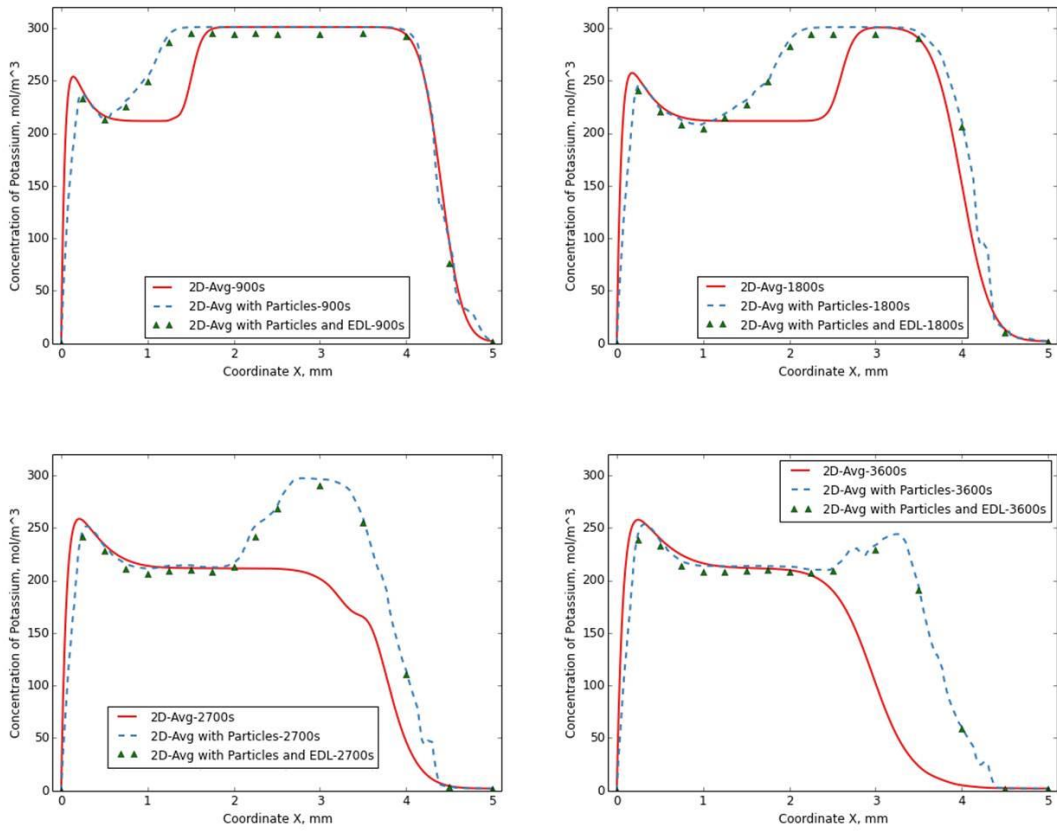 300
250
200
150
100
50
0
Concentration of Potassium, mol/m^3
2D-Avg-900s
2D-Avg with Particles-900s
2D-Avg with Particles and EDL-900s
0 1 2 3 4 5
Coordinate X, mm
300
250
200
150
100
50
0
Concentration of Potassium, mol/m^3
2D-Avg-1800s
2D-Avg with Particles-1800s
2D-Avg with Particles and EDL-1800s
0 1 2 3 4 5
Coordinate X, mm
300
250
200
150
100
50
0
Concentration of Potassium, mol/m^3
2D-Avg-2700s
2D-Avg with Particles-2700s
2D-Avg with Particles and EDL-2700s
0 1 2 3 4 5
Coordinate X, mm
300
250
200
150
100
50
0
Concentration of Potassium, mol/m^3
2D-Avg-3600s
2D-Avg with Particles-3600s
2D-Avg with Particles and EDL-3600s
0 1 2 3 4 5
Coordinate X, mm